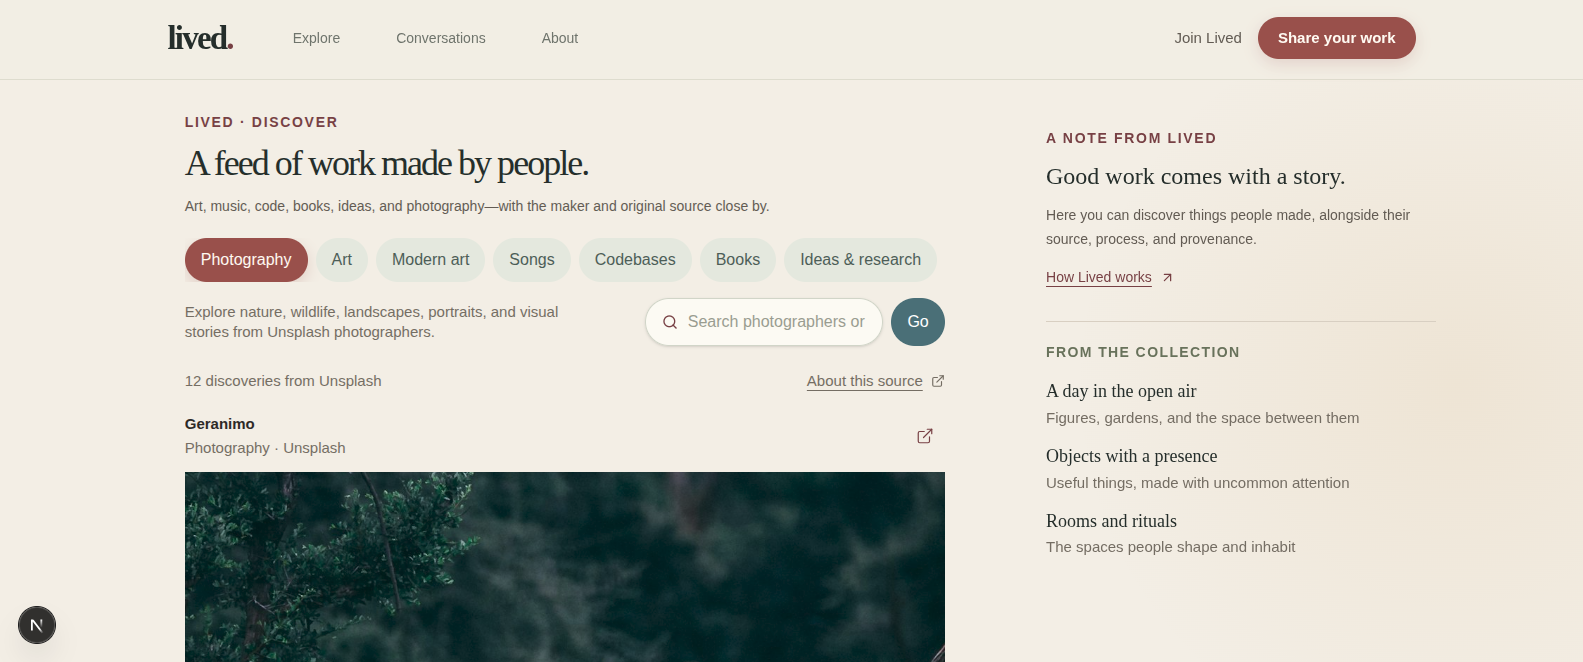 lived.
Explore
Conversations
About
Join Lived
Share your work
LIVED · DISCOVER
A feed of work made by people.
Art, music, code, books, ideas, and photography—with the maker and original source close by.
Photography
Art
Modern art
Songs
Codebases
Books
Ideas & research
Explore nature, wildlife, landscapes, portraits, and visual
stories from Unsplash photographers.
Search photographers or
Go
12 discoveries from Unsplash
About this source
Geranimo
Photography · Unsplash
A NOTE FROM LIVED
Good work comes with a story.
Here you can discover things people made, alongside their
source, process, and provenance.
How Lived works
FROM THE COLLECTION
A day in the open air
Figures, gardens, and the space between them
Objects with a presence
Useful things, made with uncommon attention
Rooms and rituals
The spaces people shape and inhabit
N